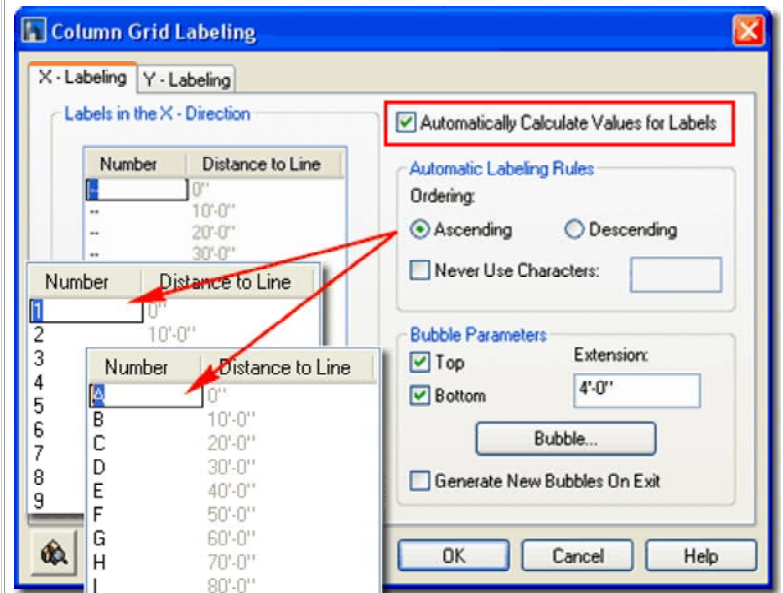 Column Grid Labeling
X - Labeling
Y - Labeling
Labels in the X - Direction
Number Distance to Line
-- 0"
-- 10'-0"
-- 20'-0"
-- 30'-0"
Number Distance to Line
1 0"
2 10'-0"
3
4
5
6
7
8
9
Number Distance to Line
A 0"
B 10'-0"
C 20'-0"
D 30'-0"
E 40'-0"
F 50'-0"
G 60'-0"
H 70'-0"
I 80'-0"
Automatically Calculate Values for Labels
Automatic Labeling Rules
Ordering:
Ascending Descending
Never Use Characters:
Bubble Parameters
Top Extension:
Bottom 4'-0"
Bubble...
Generate New Bubbles On Exit
OK Cancel Help